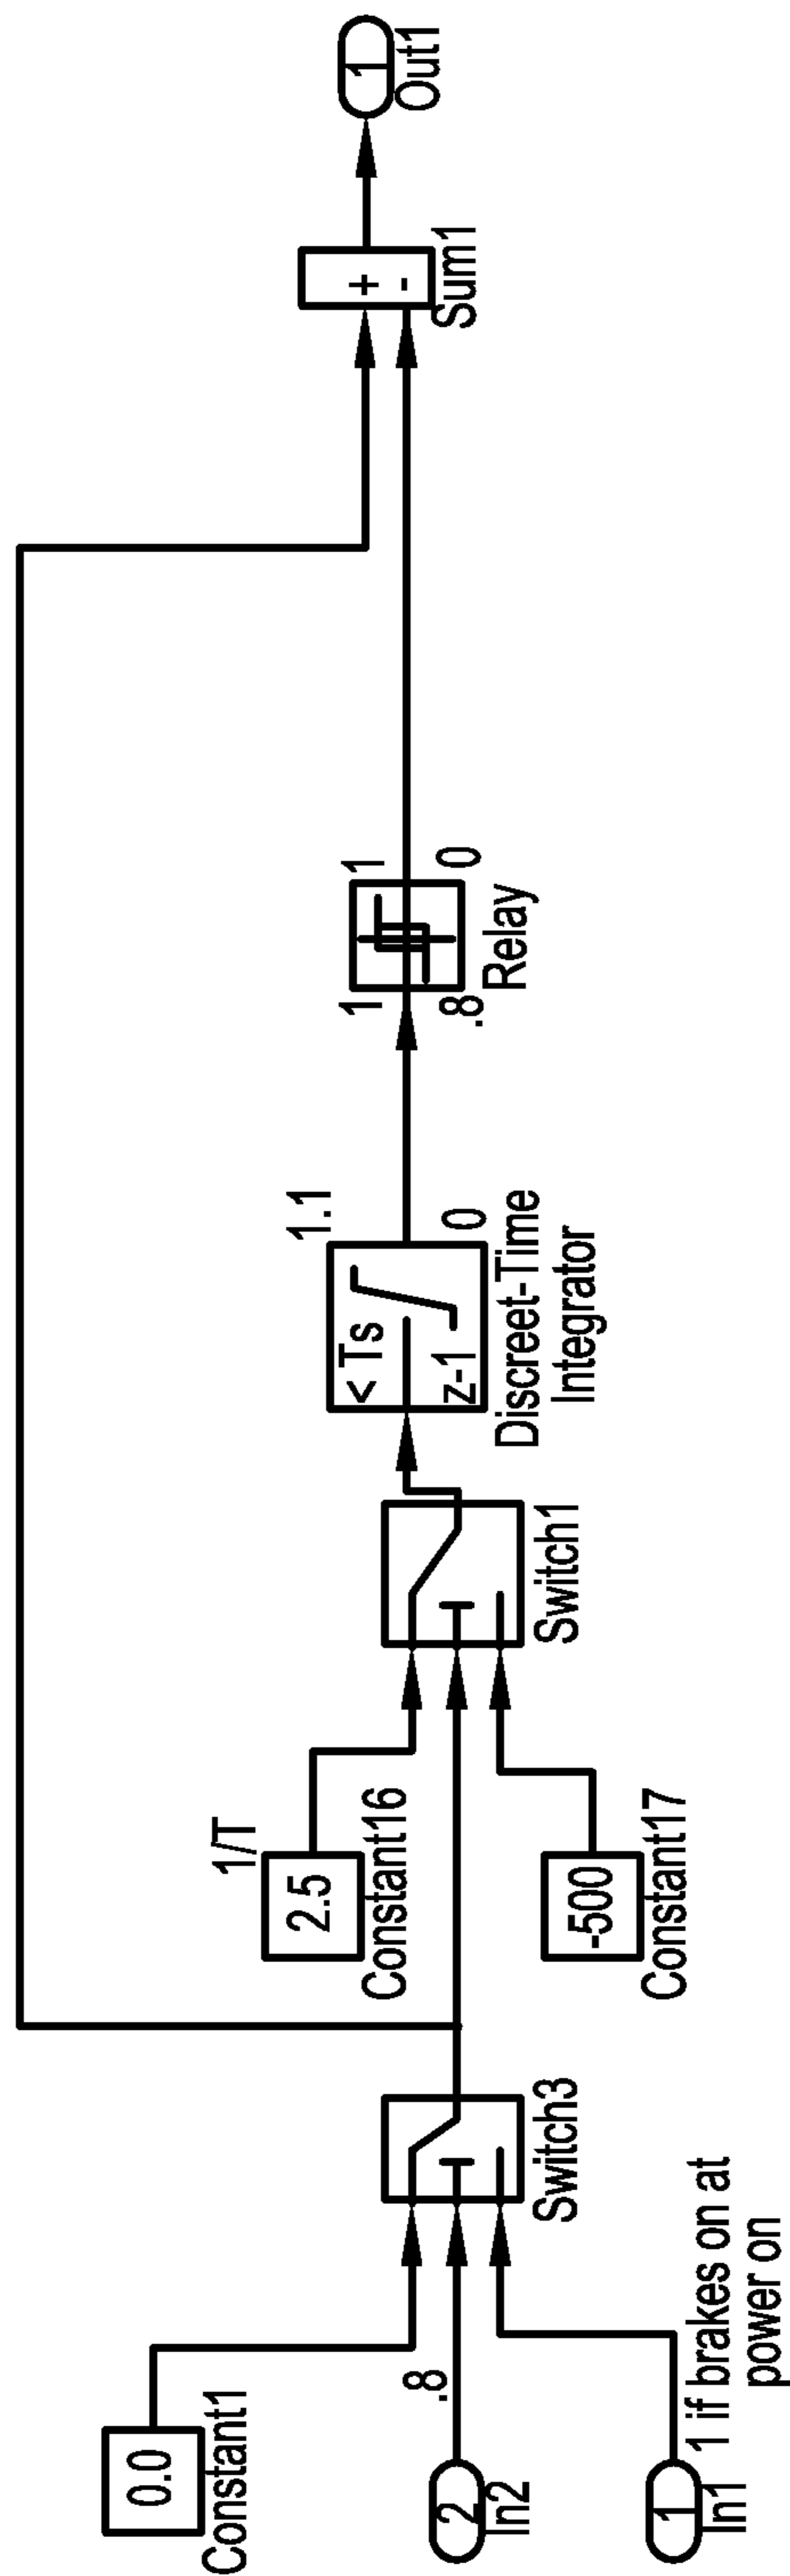 0.0
Constant1
.8
2
In2
1
In1
1 if brakes on at
power on
Switch3
1/T
2.5
Constant16
-500
Constant17
Switch1
< Ts
z-1
1.1
0
Discreet-Time
Integrator
1
.8
1
0
Relay
+
-
Sum1
1
Out1